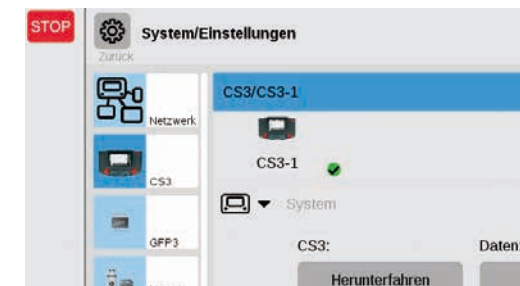 STOP
System/Einstellungen
Zurück
Netzwerk
CS3/CS3-1
CS3-1
CS3
System
GFP3
CS3:
Daten:
Herunterfahren